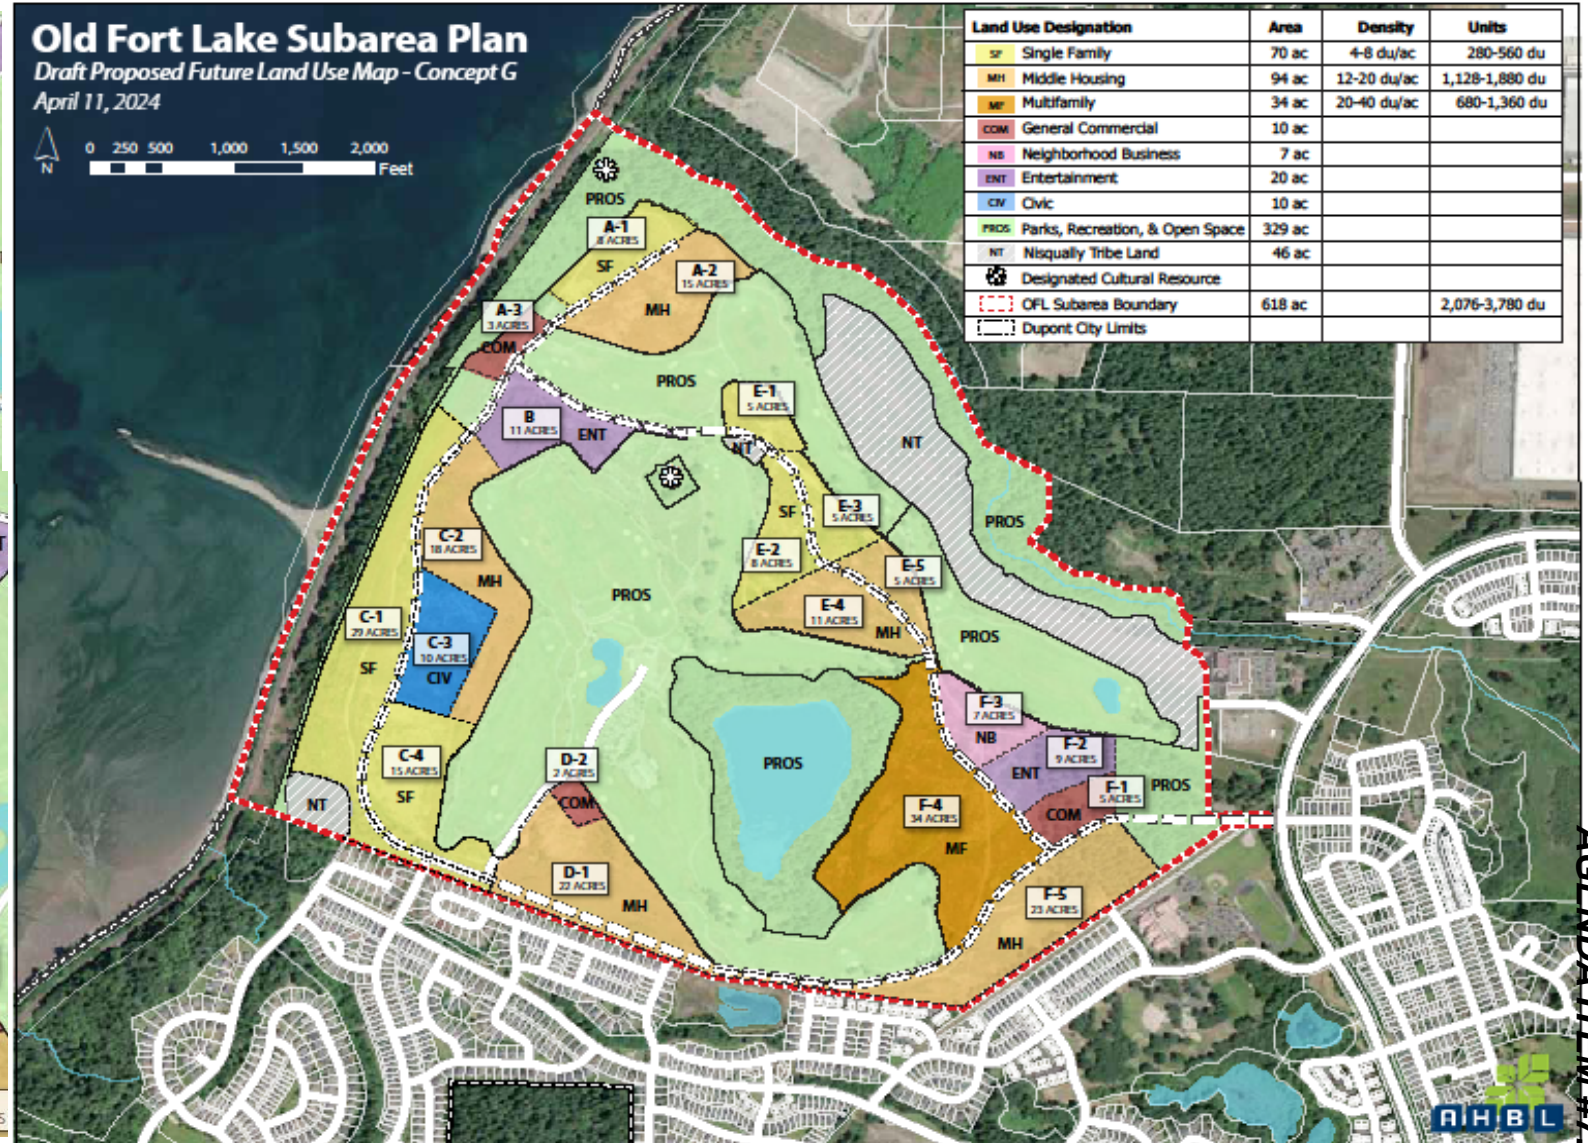 Old Fort Lake Subarea Plan
Draft Proposed Future Land Use Map - Concept G
April 11, 2024
N
0 250 500 1,000 1,500 2,000
Feet
Land Use Designation Area Density Units
SF Single Family 70 ac 4-8 du/ac 280-560 du
MH Middle Housing 94 ac 12-20 du/ac 1,128-1,880 du
MF Multifamily 34 ac 20-40 du/ac 680-1,360 du
COM General Commercial 10 ac
NB Neighborhood Business 7 ac
ENT Entertainment 20 ac
CIV Civic 10 ac
PROS Parks, Recreation, & Open Space 329 ac
NT Nisqually Tribe Land 46 ac
Designated Cultural Resource
OFL Subarea Boundary 618 ac 2,076-3,780 du
Dupont City Limits
PROS
A-1
8 ACRES
SF
A-2
15 ACRES
MH
A-3
3 ACRES
COM
PROS
E-1
5 ACRES
B
11 ACRES
ENT
NT
NT
PROS
SF
E-3
5 ACRES
C-2
18 ACRES
MH
E-2
8 ACRES
E-5
5 ACRES
PROS
E-4
11 ACRES
MH
PROS
C-1
29 ACRES
SF
C-3
10 ACRES
CIV
F-3
7 ACRES
NB
C-4
15 ACRES
SF
D-2
2 ACRES
COM
PROS
F-2
9 ACRES
ENT
F-1
5 ACRES
COM
PROS
NT
F-4
34 ACRES
MF
D-1
22 ACRES
MH
F-5
23 ACRES
MH
AHBL